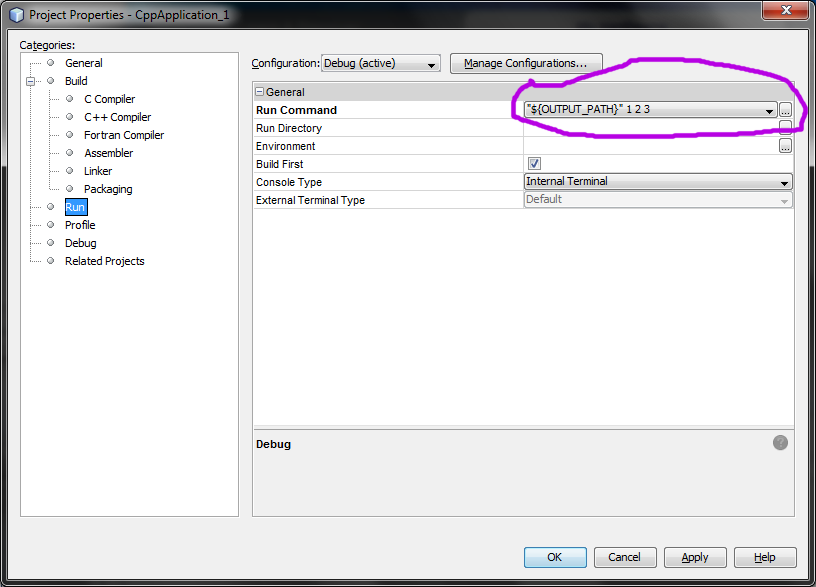 Project Properties - CppApplication_1
Categories:
General
Build
C Compiler
C++ Compiler
Fortran Compiler
Assembler
Linker
Packaging
Run
Profile
Debug
Related Projects
Configuration: Debug (active) Manage Configurations...
General
Run Command "${OUTPUT_PATH}" 1 2 3 ...
Run Directory ...
Environment ...
Build First
Console Type Internal Terminal
External Terminal Type Default
Debug ?
OK Cancel Apply Help